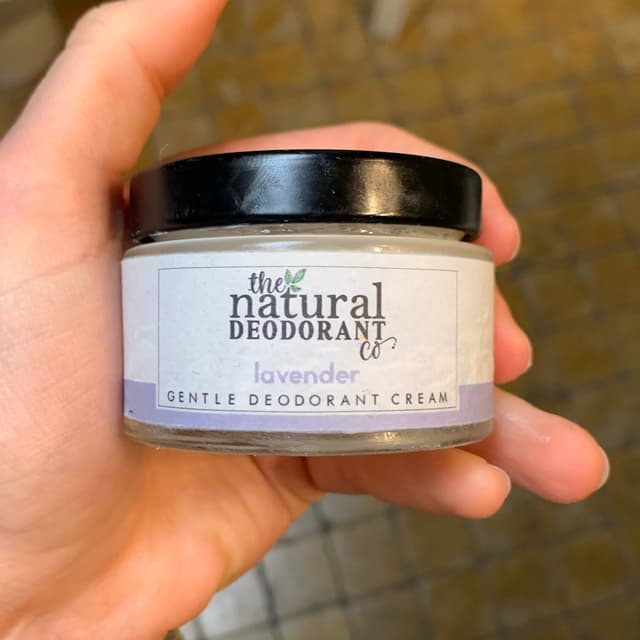 the
natural
DEODORANT
co
lavender
GENTLE DEODORANT CREAM